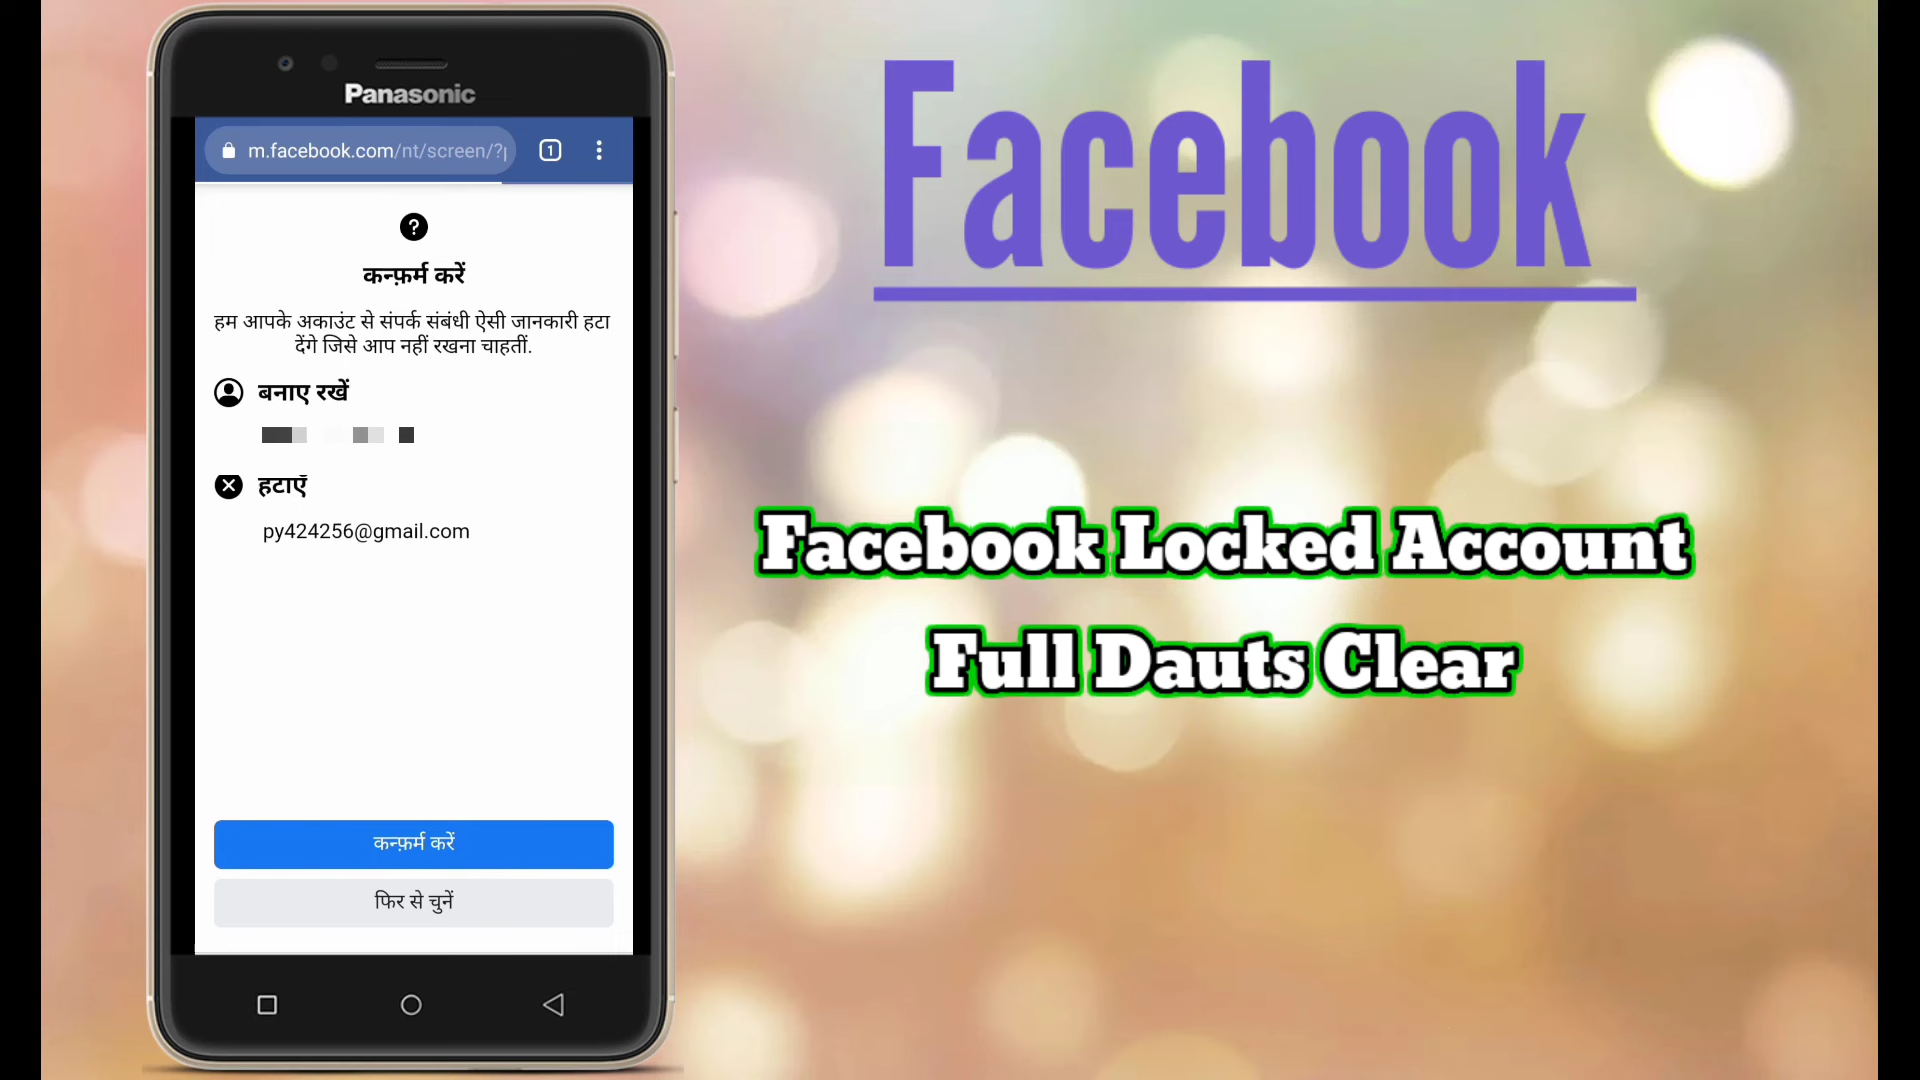 Panasonic
m.facebook.com/nt/screen/?p
1
?
कन्फ़र्म करें
हम आपके अकाउंट से संपर्क संबंधी ऐसी जानकारी हटा
देंगे जिसे आप नहीं रखना चाहतीं.
बनाए रखें
हटाएँ
py424256@gmail.com
कन्फ़र्म करें
फिर से चुनें
Facebook
Facebook Locked Account
Full Dauts Clear